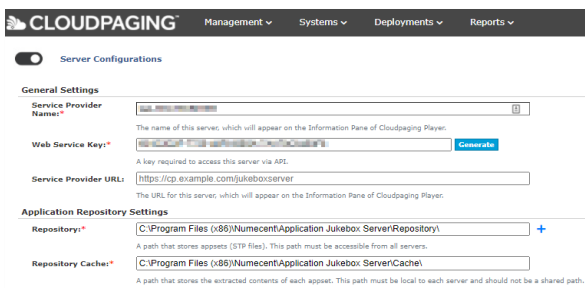 CLOUDPAGING
Management Systems Deployments Reports
Server Configurations
General Settings
Service Provider Name:*
The name of this server, which will appear on the Information Pane of Cloudpaging Player.
Web Service Key:*
Generate
A key required to access this server via API.
Service Provider URL: https://cp.example.com/jukeboxserver
The URL for this server, which will appear on the Information Pane of Cloudpaging Player.
Application Repository Settings
Repository:* C:\Program Files (x86)\Numecent\Application Jukebox Server\Repository\ +
A path that stores appsets (STP files). This path must be accessible from all servers.
Repository Cache:* C:\Program Files (x86)\Numecent\Application Jukebox Server\Cache\
A path that stores the extracted contents of each appset. This path must be local to each server and should not be a shared path.